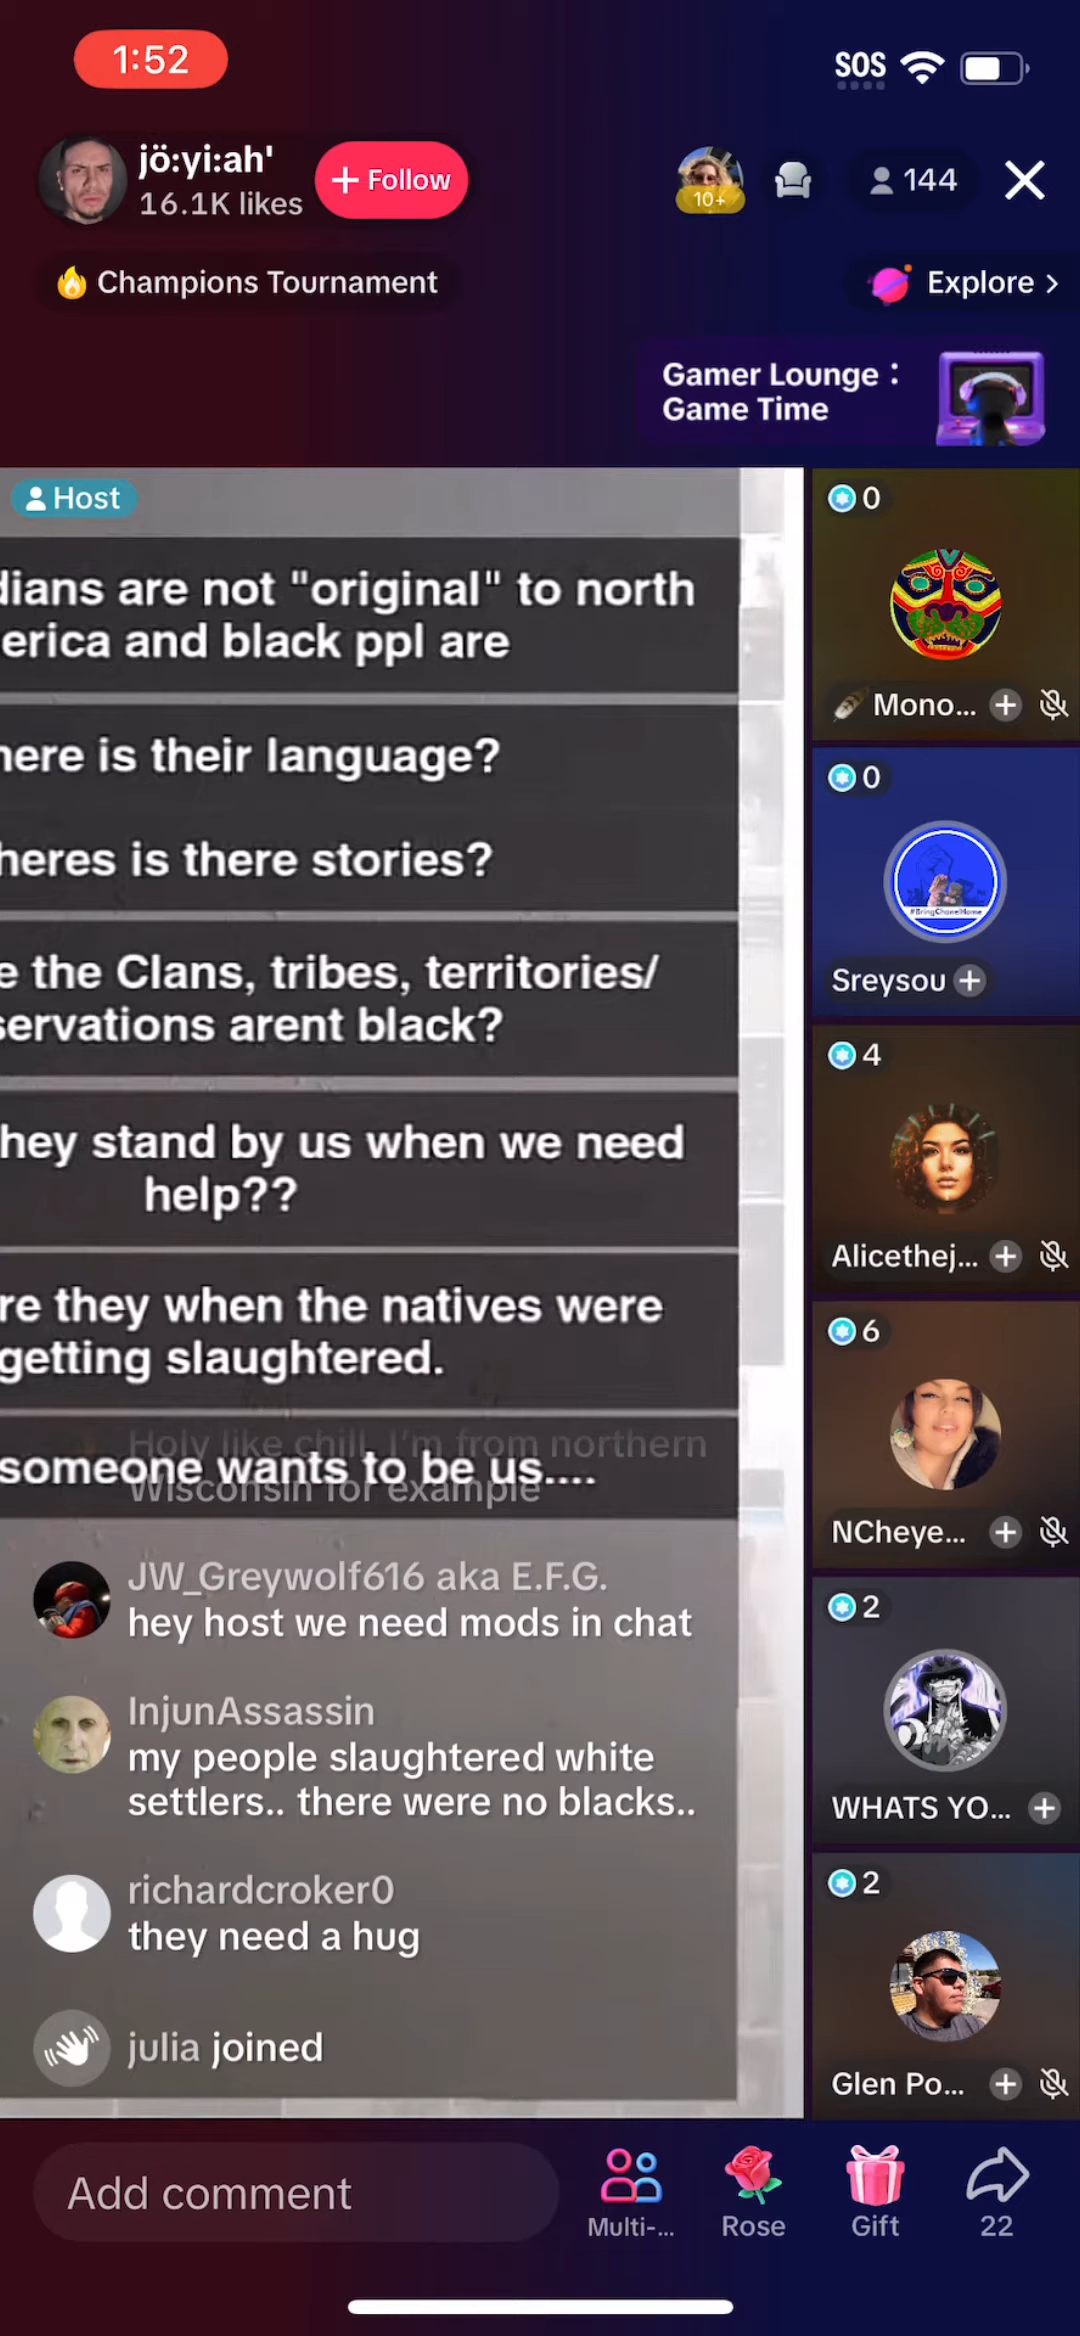 1:52
SOS
jö:yi:ah'
16.1K likes
+ Follow
10+
144
Champions Tournament
Explore >
Gamer Lounge :
Game Time
Host
dians are not "original" to north
erica and black ppl are
here is their language?
heres is there stories?
e the Clans, tribes, territories/
servations arent black?
hey stand by us when we need
help??
re they when the natives were
getting slaughtered.
someone wants to be us....
Holy like chill, I'm from northern
Wisconsin for example
JW_Greywolf616 aka E.F.G.
hey host we need mods in chat
InjunAssassin
my people slaughtered white
settlers.. there were no blacks..
richardcroker0
they need a hug
julia joined
0
Mono...
0
#BringChanelHome
Sreysou
4
Alicethej...
6
NCheye...
2
WHATS YO...
2
Glen Po...
Add comment
Multi-...
Rose
Gift
22